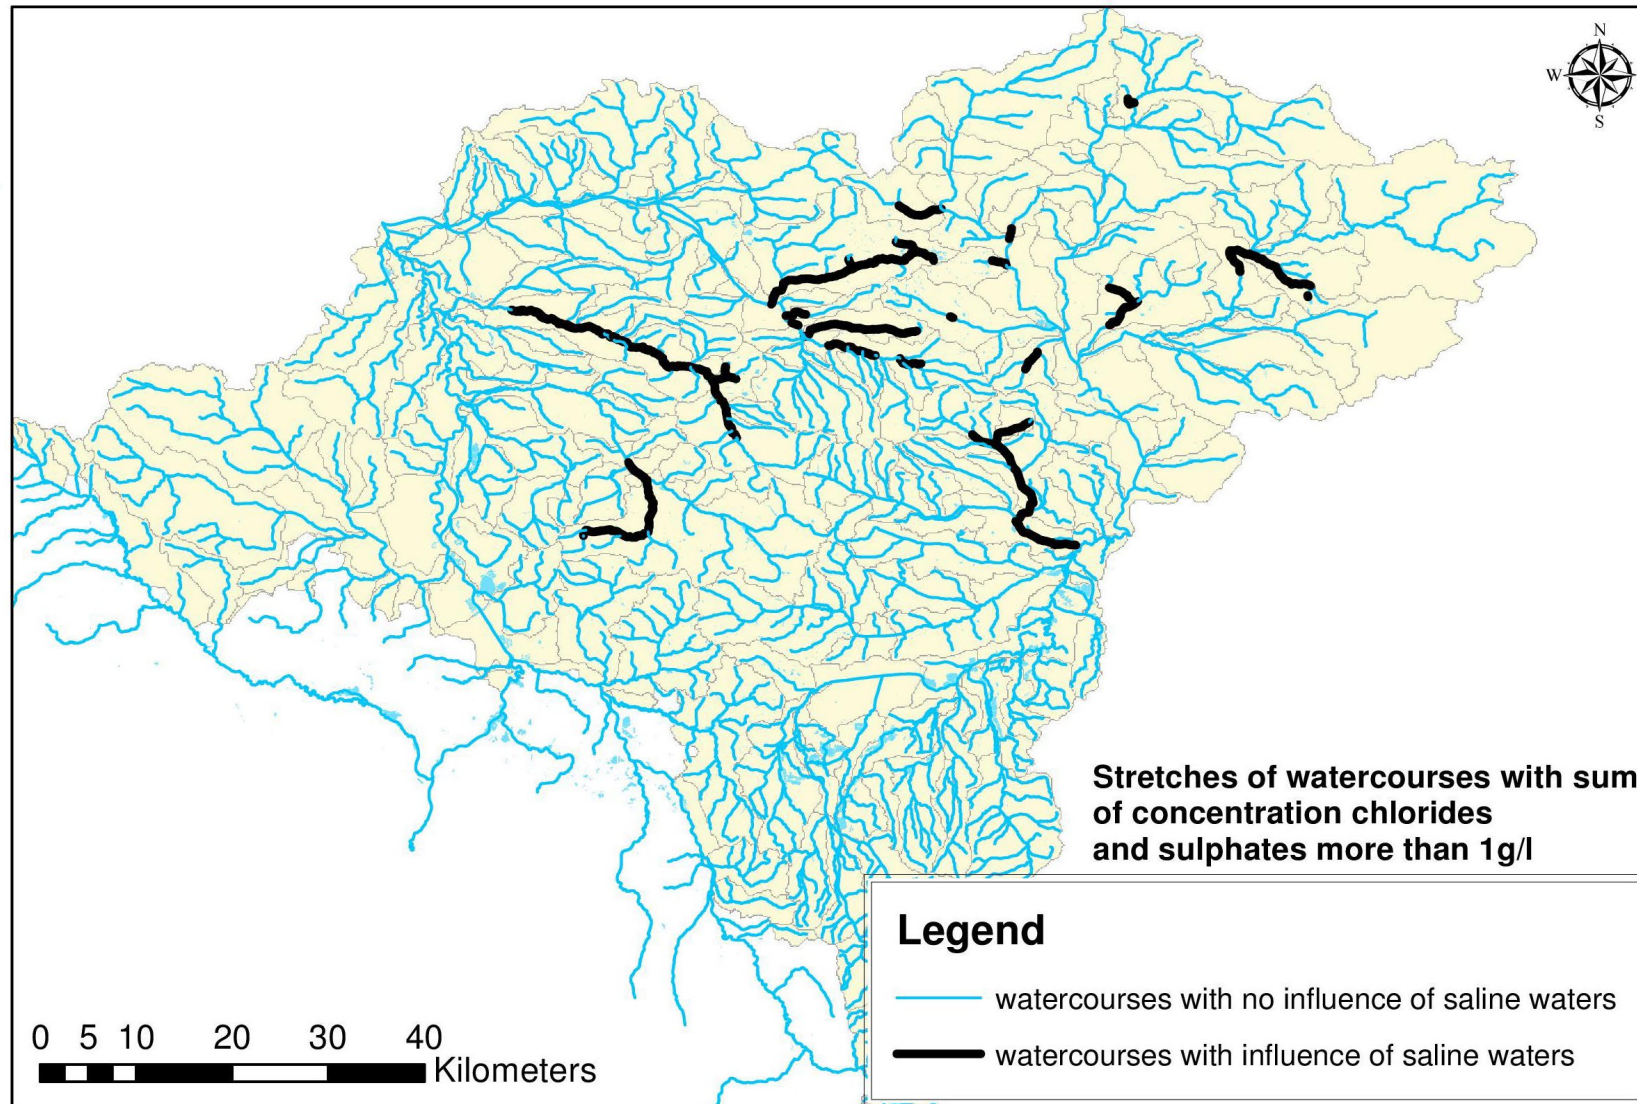 N
W
S
Stretches of watercourses with sum
of concentration chlorides
and sulphates more than 1g/l
Legend
watercourses with no influence of saline waters
watercourses with influence of saline waters
0 5 10 20 30 40
Kilometers